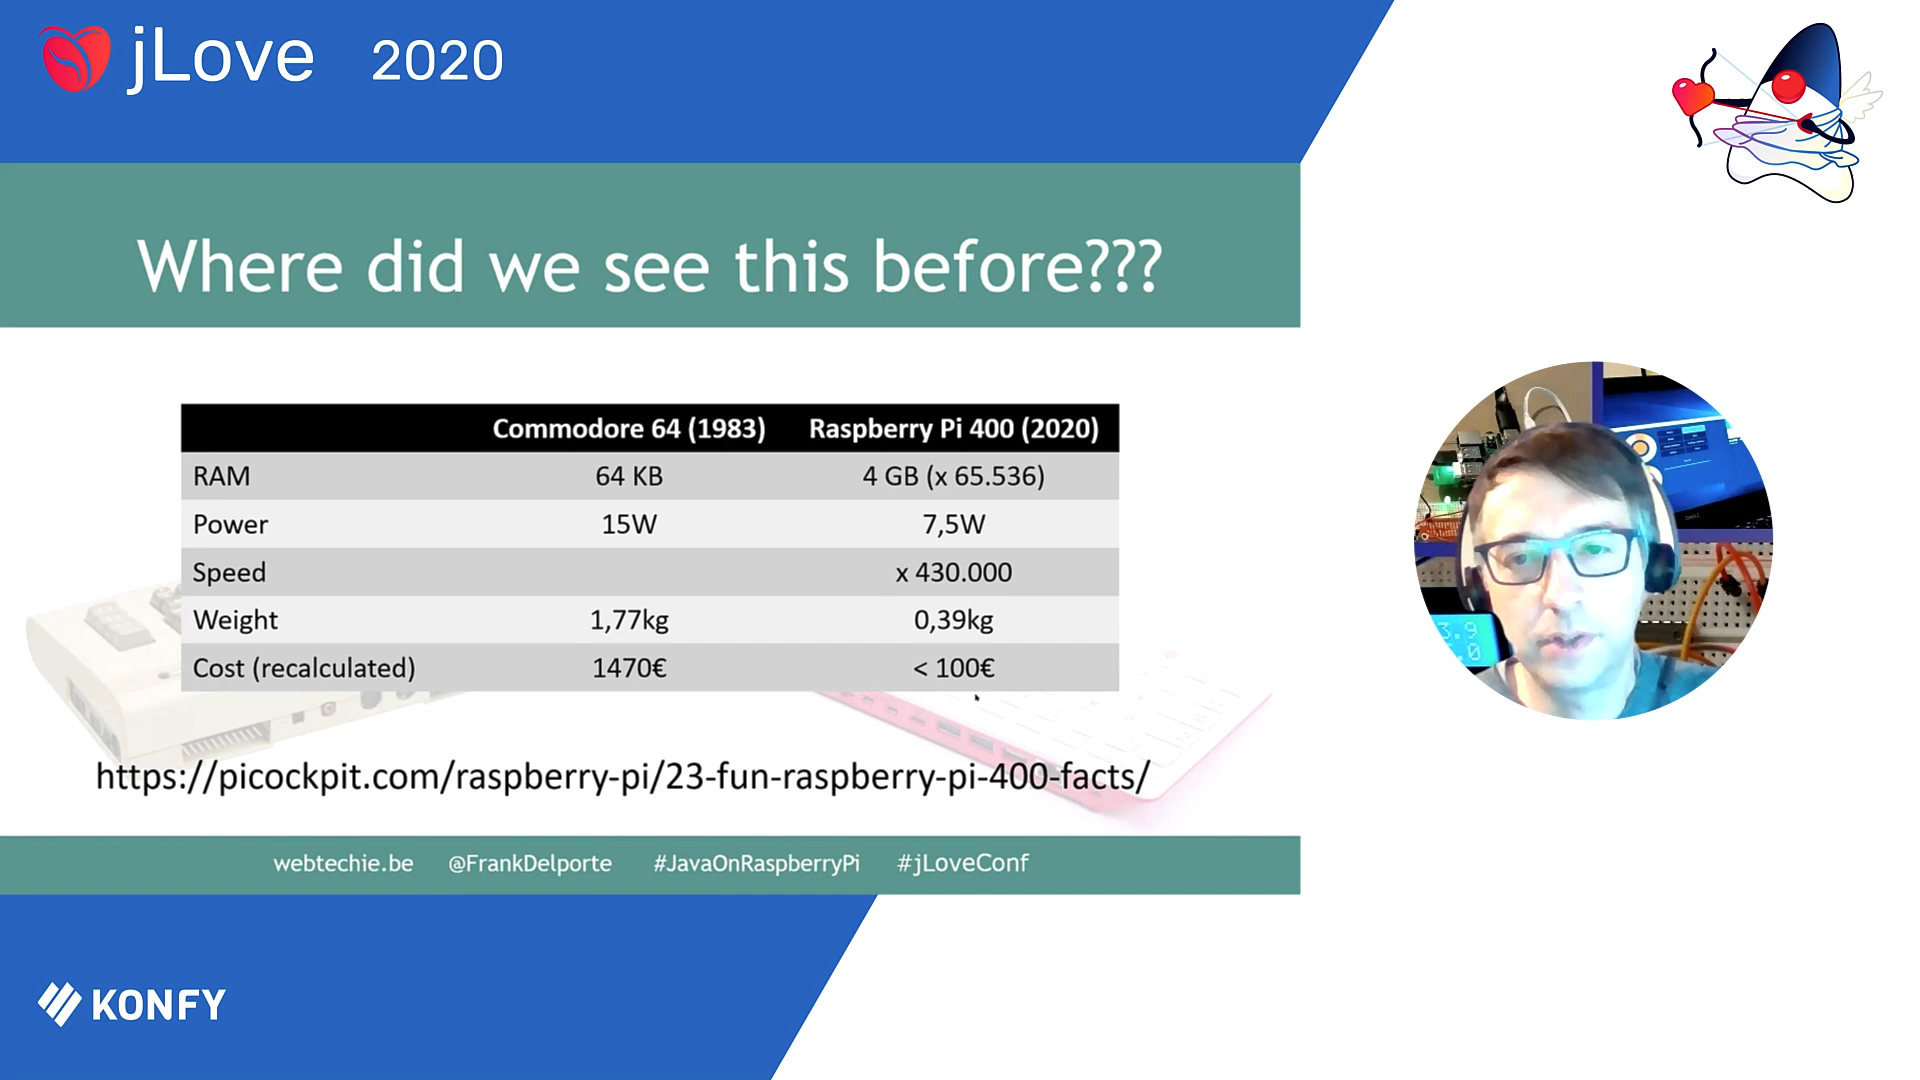 jLove 2020
Where did we see this before???
Commodore 64 (1983) Raspberry Pi 400 (2020)
RAM 64 KB 4 GB (x 65.536)
Power 15W 7,5W
Speed x 430.000
Weight 1,77kg 0,39kg
Cost (recalculated) 1470€ < 100€
https://picockpit.com/raspberry-pi/23-fun-raspberry-pi-400-facts/
webtechie.be @FrankDelporte #JavaOnRaspberryPi #jLoveConf
KONFY
3.9